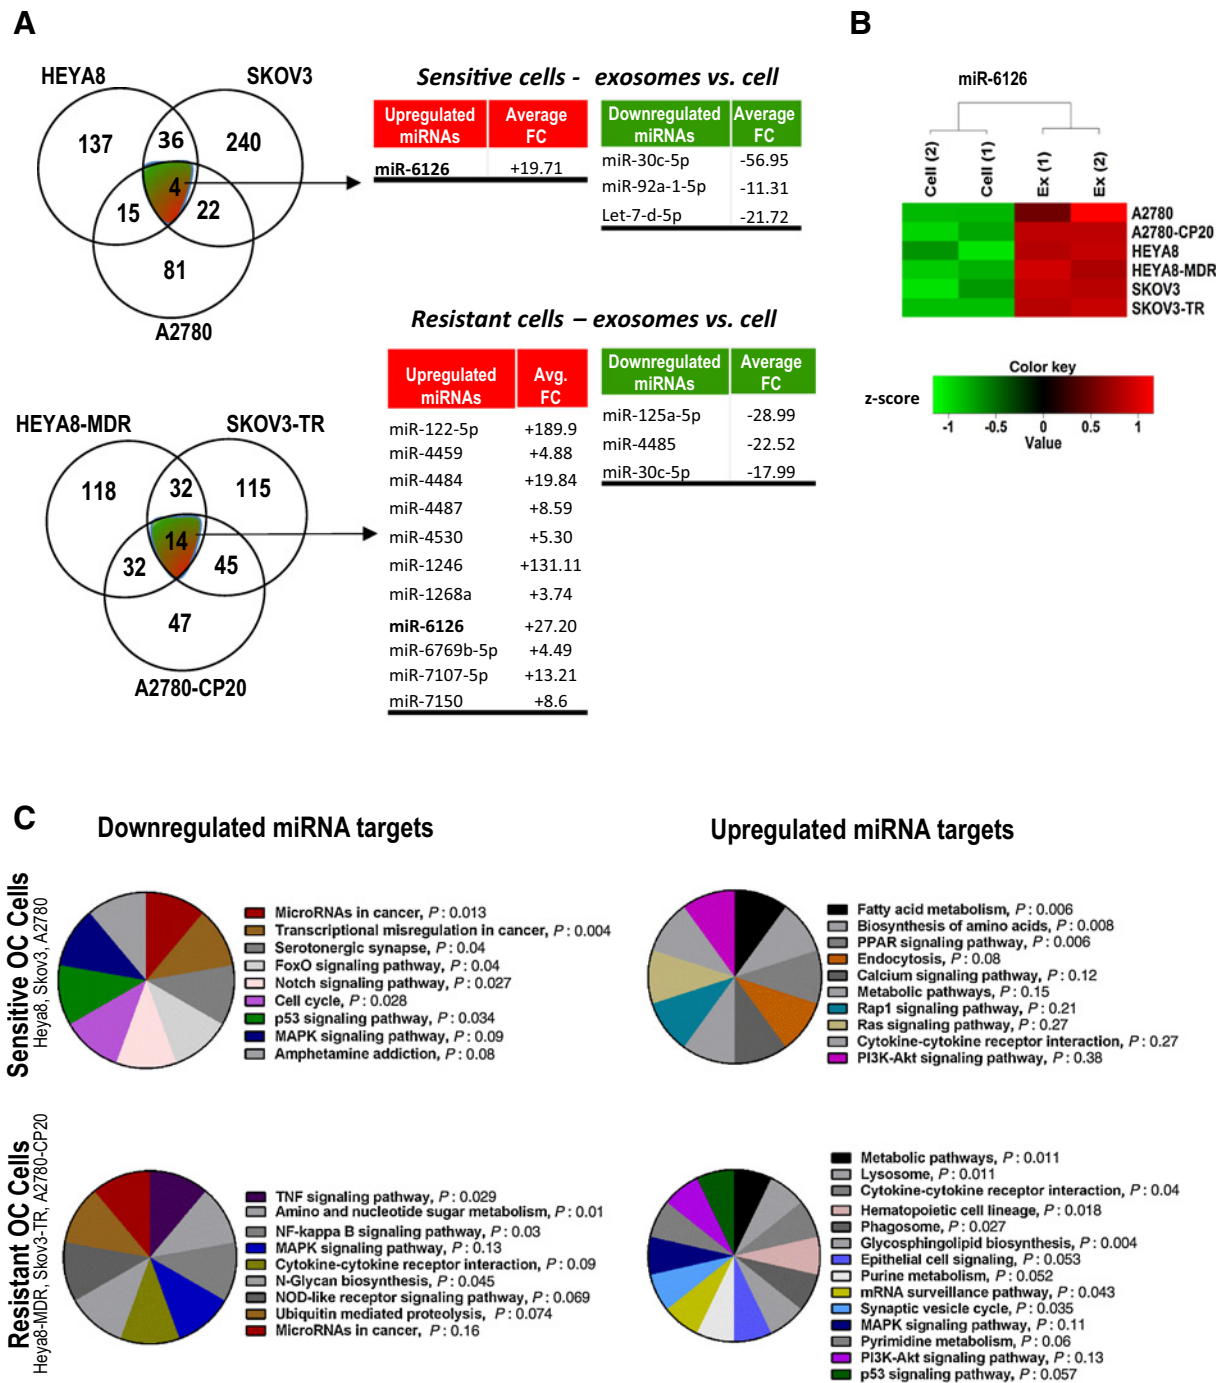 A
HEYA8
SKOV3
137
36
240
4
15
22
81
A2780
Sensitive cells - exosomes vs. cell
Upregulated miRNAs
Average FC
miR-6126 +19.71
Downregulated miRNAs
Average FC
miR-30c-5p -56.95
miR-92a-1-5p -11.31
Let-7-d-5p -21.72
HEYA8-MDR
SKOV3-TR
118
32
115
14
32
45
47
A2780-CP20
Resistant cells – exosomes vs. cell
Upregulated miRNAs
Avg. FC
miR-122-5p +189.9
miR-4459 +4.88
miR-4484 +19.84
miR-4487 +8.59
miR-4530 +5.30
miR-1246 +131.11
miR-1268a +3.74
miR-6126 +27.20
miR-6769b-5p +4.49
miR-7107-5p +13.21
miR-7150 +8.6
Downregulated miRNAs
Average FC
miR-125a-5p -28.99
miR-4485 -22.52
miR-30c-5p -17.99
B
miR-6126
Cell (2)
Cell (1)
Ex (1)
Ex (2)
A2780
A2780-CP20
HEYA8
HEYA8-MDR
SKOV3
SKOV3-TR
Color key
z-score
-1 -0.5 0 0.5 1
Value
C
Downregulated miRNA targets
Upregulated miRNA targets
Sensitive OC Cells
Heya8, Skov3, A2780
MicroRNAs in cancer, P : 0.013
Transcriptional misregulation in cancer, P : 0.004
Serotonergic synapse, P : 0.04
FoxO signaling pathway, P : 0.04
Notch signaling pathway, P : 0.027
Cell cycle, P : 0.028
p53 signaling pathway, P : 0.034
MAPK signaling pathway, P : 0.09
Amphetamine addiction, P : 0.08
Fatty acid metabolism, P : 0.006
Biosynthesis of amino acids, P : 0.008
PPAR signaling pathway, P : 0.006
Endocytosis, P : 0.08
Calcium signaling pathway, P : 0.12
Metabolic pathways, P : 0.15
Rap1 signaling pathway, P : 0.21
Ras signaling pathway, P : 0.27
Cytokine-cytokine receptor interaction, P : 0.27
PI3K-Akt signaling pathway, P : 0.38
Resistant OC Cells
Heya8-MDR, Skov3-TR, A2780-CP20
TNF signaling pathway, P : 0.029
Amino and nucleotide sugar metabolism, P : 0.01
NF-kappa B signaling pathway, P : 0.03
MAPK signaling pathway, P : 0.13
Cytokine-cytokine receptor interaction, P : 0.09
N-Glycan biosynthesis, P : 0.045
NOD-like receptor signaling pathway, P : 0.069
Ubiquitin mediated proteolysis, P : 0.074
MicroRNAs in cancer, P : 0.16
Metabolic pathways, P : 0.011
Lysosome, P : 0.011
Cytokine-cytokine receptor interaction, P : 0.04
Hematopoietic cell lineage, P : 0.018
Phagosome, P : 0.027
Glycosphingolipid biosynthesis, P : 0.004
Epithelial cell signaling, P : 0.053
Purine metabolism, P : 0.052
mRNA surveillance pathway, P : 0.043
Synaptic vesicle cycle, P : 0.035
MAPK signaling pathway, P : 0.11
Pyrimidine metabolism, P : 0.06
PI3K-Akt signaling pathway, P : 0.13
p53 signaling pathway, P : 0.057